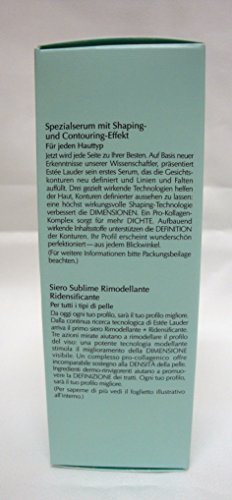 Spezialserum mit Shaping-
und Contouring-Effekt
Für jeden Hauttyp
Jetzt wird jede Seite zu Ihrer Besten. Auf Basis neuer
Erkenntnisse unserer Wissenschaftler, präsentiert
Estée Lauder sein erstes Serum, das die Gesichts-
konturen neu definiert und Linien und Falten
auffüllt. Drei gezielt wirkende Technologien helfen
der Haut, Konturen definierter aussehen zu lassen:
eine höchst wirkungsvolle Shaping-Technologie
verbessert die DIMENSIONEN. Ein Pro-Kollagen-
Komplex sorgt für mehr DICHTE. Aufbauend
wirkende Inhaltsstoffe unterstützen die DEFINITION
der Konturen. Ihr Profil erscheint wunderschön
perfektioniert – aus jedem Blickwinkel.
(Für weitere Informationen bitte Packungsbeilage
beachten.)
Siero Sublime Rimodellante
Ridensificante
Per tutti i tipi di pelle
Da oggi ogni tuo profilo, sarà il tuo profilo migliore.
Dalla continua ricerca tecnologica di Estée Lauder
arriva il primo siero Rimodellante + Ridensificante.
Tre azioni mirate aiutano a rimodellare il profilo
del viso: una potente tecnologia modellante
stimola il miglioramento della DIMENSIONE
visibile. Un complesso pro-collagenico offre
incomparabile sostegno alla DENSITÀ della pelle.
Ingredienti dermo-rinvigorenti aiutano a promuo-
vere la DEFINIZIONE dei tratti. Ogni tuo profilo,
sarà il tuo profilo migliore.
(Per saperne di più vedi il foglietto illustrativo
all'interno.)